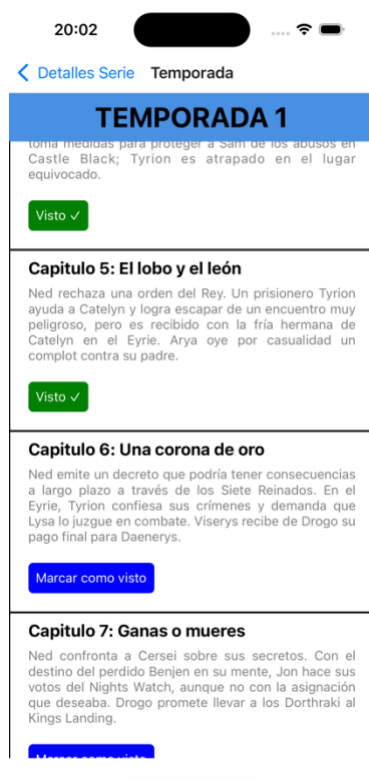 20:02
Detalles Serie Temporada
TEMPORADA 1
toma medidas para proteger a Sam de los abusos en
Castle Black; Tyrion es atrapado en el lugar
equivocado.
Visto ✓
Capitulo 5: El lobo y el león
Ned rechaza una orden del Rey. Un prisionero Tyrion
ayuda a Catelyn y logra escapar de un encuentro muy
peligroso, pero es recibido con la fría hermana de
Catelyn en el Eyrie. Arya oye por casualidad un
complot contra su padre.
Visto ✓
Capitulo 6: Una corona de oro
Ned emite un decreto que podría tener consecuencias
a largo plazo a través de los Siete Reinados. En el
Eyrie, Tyrion confiesa sus crímenes y demanda que
Lysa lo juzgue en combate. Viserys recibe de Drogo su
pago final para Daenerys.
Marcar como visto
Capitulo 7: Ganas o mueres
Ned confronta a Cersei sobre sus secretos. Con el
destino del perdido Benjen en su mente, Jon hace sus
votos del Nights Watch, aunque no con la asignación
que deseaba. Drogo promete llevar a los Dorthraki al
Kings Landing.
Marcar como visto